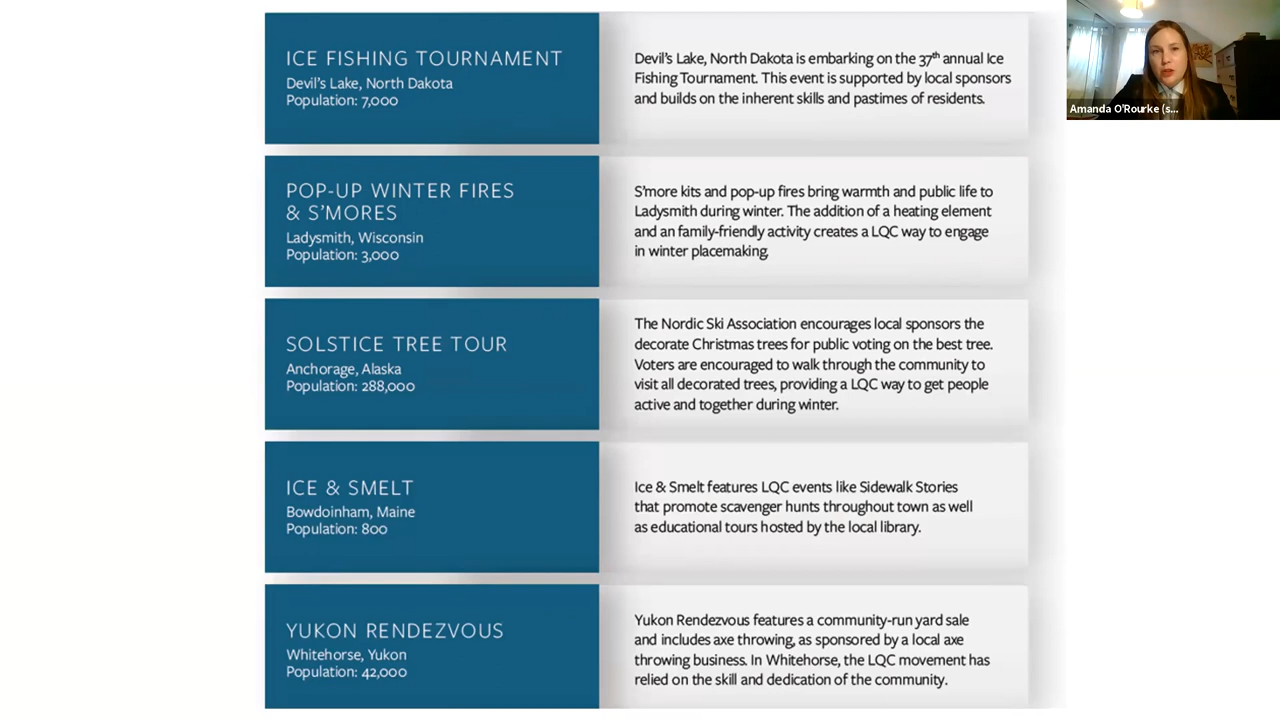 ICE FISHING TOURNAMENT
Devil's Lake, North Dakota
Population: 7,000
Devil's Lake, North Dakota is embarking on the 37th annual Ice
Fishing Tournament. This event is supported by local sponsors
and builds on the inherent skills and pastimes of residents.
POP-UP WINTER FIRES
& S'MORES
Ladysmith, Wisconsin
Population: 3,000
S'more kits and pop-up fires bring warmth and public life to
Ladysmith during winter. The addition of a heating element
and an family-friendly activity creates a LQC way to engage
in winter placemaking.
SOLSTICE TREE TOUR
Anchorage, Alaska
Population: 288,000
The Nordic Ski Association encourages local sponsors the
decorate Christmas trees for public voting on the best tree.
Voters are encouraged to walk through the community to
visit all decorated trees, providing a LQC way to get people
active and together during winter.
ICE & SMELT
Bowdoinham, Maine
Population: 800
Ice & Smelt features LQC events like Sidewalk Stories
that promote scavenger hunts throughout town as well
as educational tours hosted by the local library.
YUKON RENDEZVOUS
Whitehorse, Yukon
Population: 42,000
Yukon Rendezvous features a community-run yard sale
and includes axe throwing, as sponsored by a local axe
throwing business. In Whitehorse, the LQC movement has
relied on the skill and dedication of the community.
Amanda O'Rourke (s...